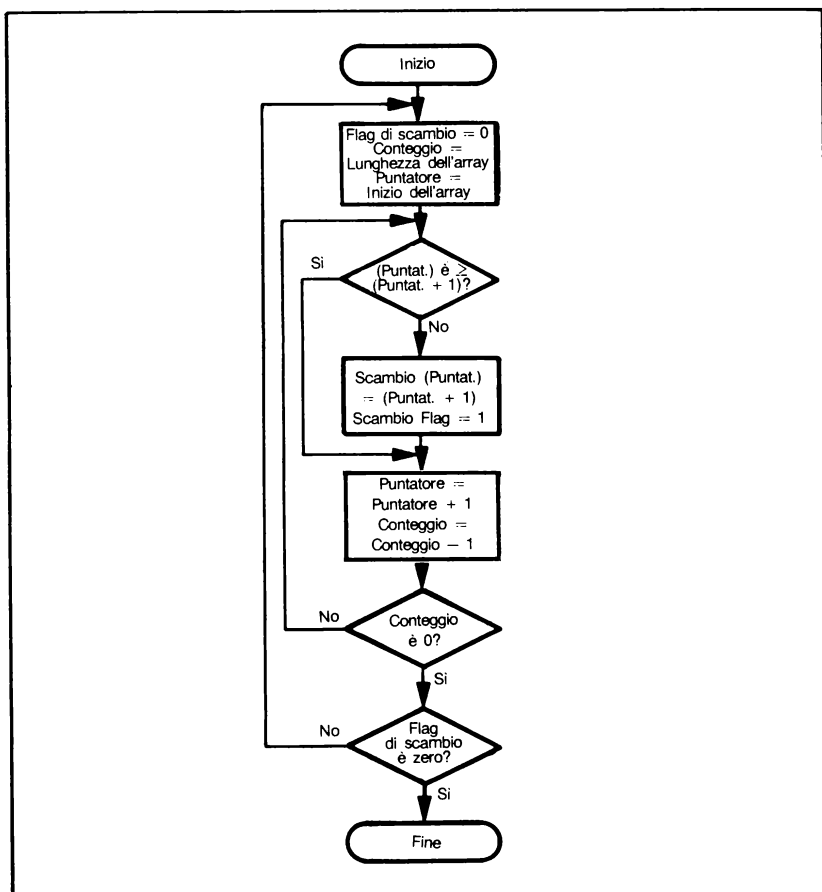 Inizio
Flag di scambio = 0
Conteggio =
Lunghezza dell'array
Puntatore =
Inizio dell'array
Si
(Puntat.) è ≥
(Puntat. + 1)?
No
Scambio (Puntat.)
= (Puntat. + 1)
Scambio Flag = 1
Puntatore =
Puntatore + 1
Conteggio =
Conteggio – 1
No
Conteggio
è 0?
Si
No
Flag
di scambio
è zero?
Si
Fine